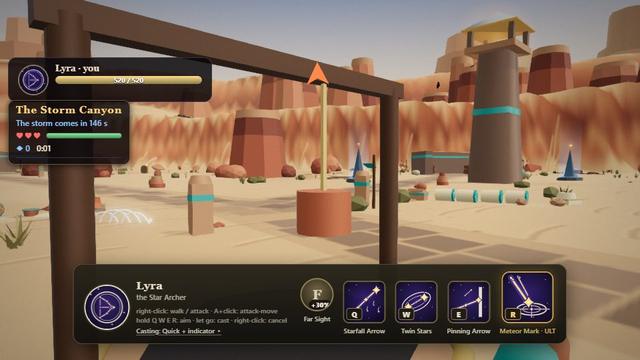 Lyra - you
520 / 520
The Storm Canyon
The storm comes in 146 s
0 0:01
Lyra
the Star Archer
right-click: walk / attack · A+click: attack-move
hold Q W E R: aim · let go: cast · right-click: cancel
Casting: Quick + indicator
F
+30%
Far Sight
Q
Starfall Arrow
W
Twin Stars
E
Pinning Arrow
R
Meteor Mark · ULT